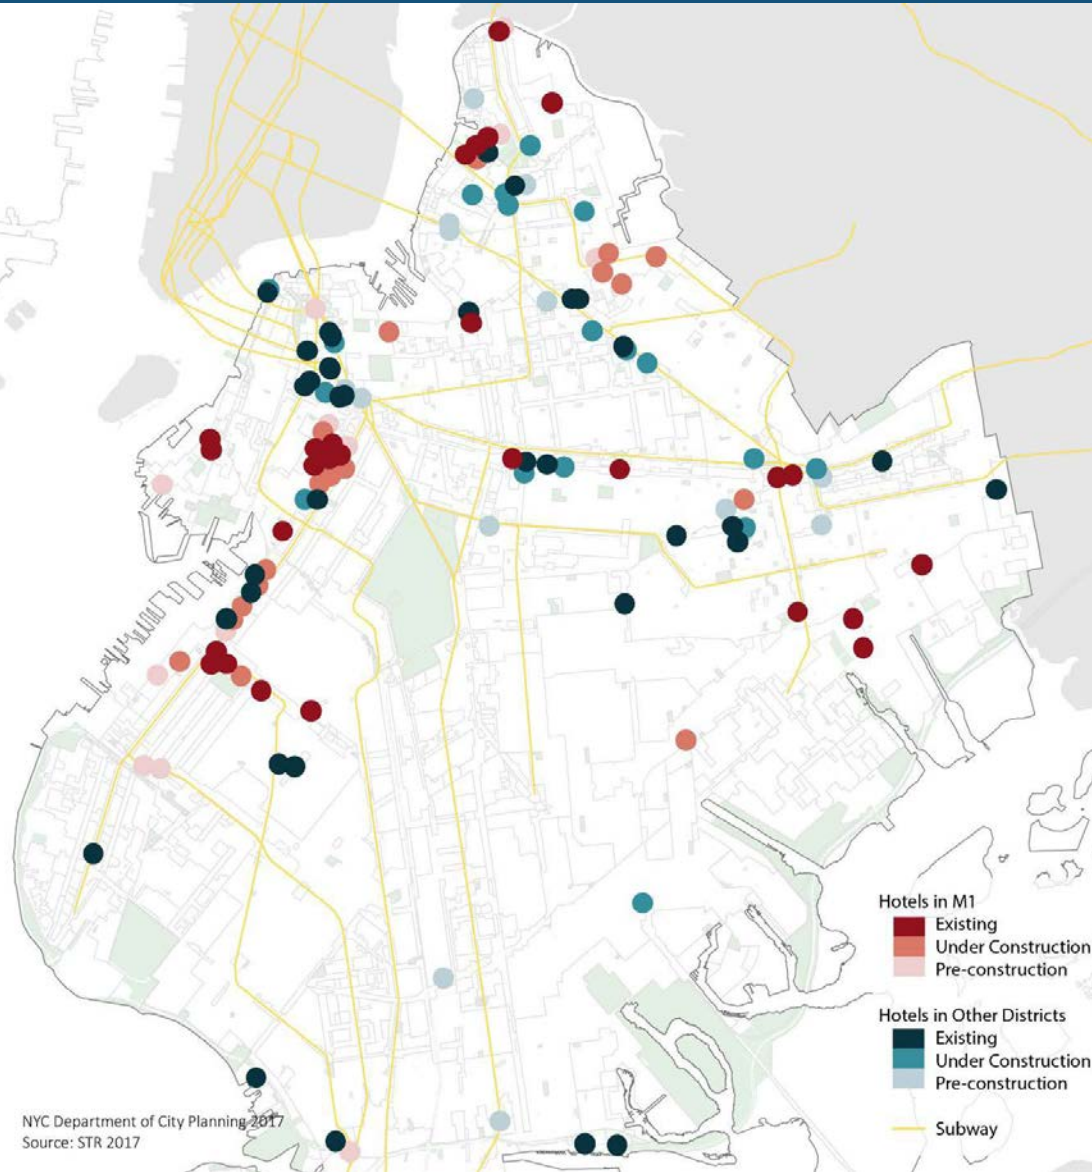 Hotels in M1
Existing
Under Construction
Pre-construction
Hotels in Other Districts
Existing
Under Construction
Pre-construction
Subway
NYC Department of City Planning 2017
Source: STR 2017